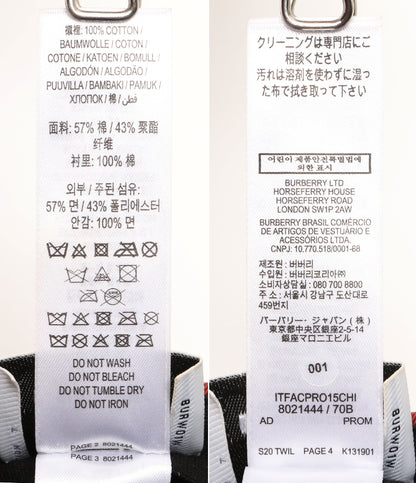 襯裡: 100% COTTON /
BAUMWOLLE / COTON /
COTONE / KATOEN / BOMULL /
ALGODÓN / ALGODÃO /
PUUVILLA / BAMBAKI / PAMUK /
ХЛОПОК / 棉 / قطن
面料: 57% 棉 / 43% 聚酯
纤维
衬里: 100% 棉
외부 / 주된 섬유:
57% 면 / 43% 폴리에스터
안감: 100% 면
DO NOT WASH
DO NOT BLEACH
DO NOT TUMBLE DRY
DO NOT IRON
PAGE 2 8021444
PAGE 3 8021444
クリーニングは専門店にご
相談ください
汚れは溶剤を使わずに湿っ
た布で拭き取って下さい
어린이 제품안전특별법에
의한 표시
BURBERRY LTD
HORSEFERRY HOUSE
HORSEFERRY ROAD
LONDON SW1P 2AW
BURBERRY BRASIL COMÉRCIO
DE ARTIGOS DE VESTUÁRIO E
ACESSÓRIOS LTDA.
CNPJ: 10.770.518/0001-68
제조원 : 버버리
수입원 : 버버리코리아㈜
소비자상담실 : 080 700 8800
주 소 : 서울시 강남구 도산대로
459번지
バーバリー・ジャパン (株)
東京都中央区銀座2-5-14
銀座マロニエビル
001
ITFACPRO15CHI
8021444 / 70B
AD PROM
S20 TWIL PAGE 4 K131901